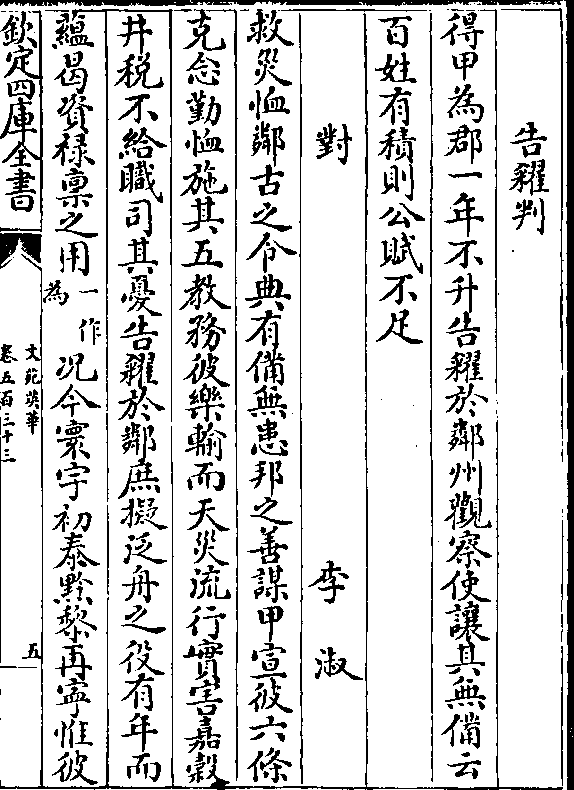 告糴判
得甲為郡一年不升告糴於鄰州觀察使讓其無備云
百姓有積則公賦不足
對　李淑
救災恤鄰古之令典有備無患邦之善謀甲宣彼六條
克念勤恤施其五教務彼樂輸而天災流行實害嘉穀
井税不給職司其憂告糴於鄰庶擬泛舟之役有年而
蘊曷資禄稟之用一作為况今寰宇初泰黔黎再寧惟彼
欽定四庫全書
文苑英華
卷五百三十三
五